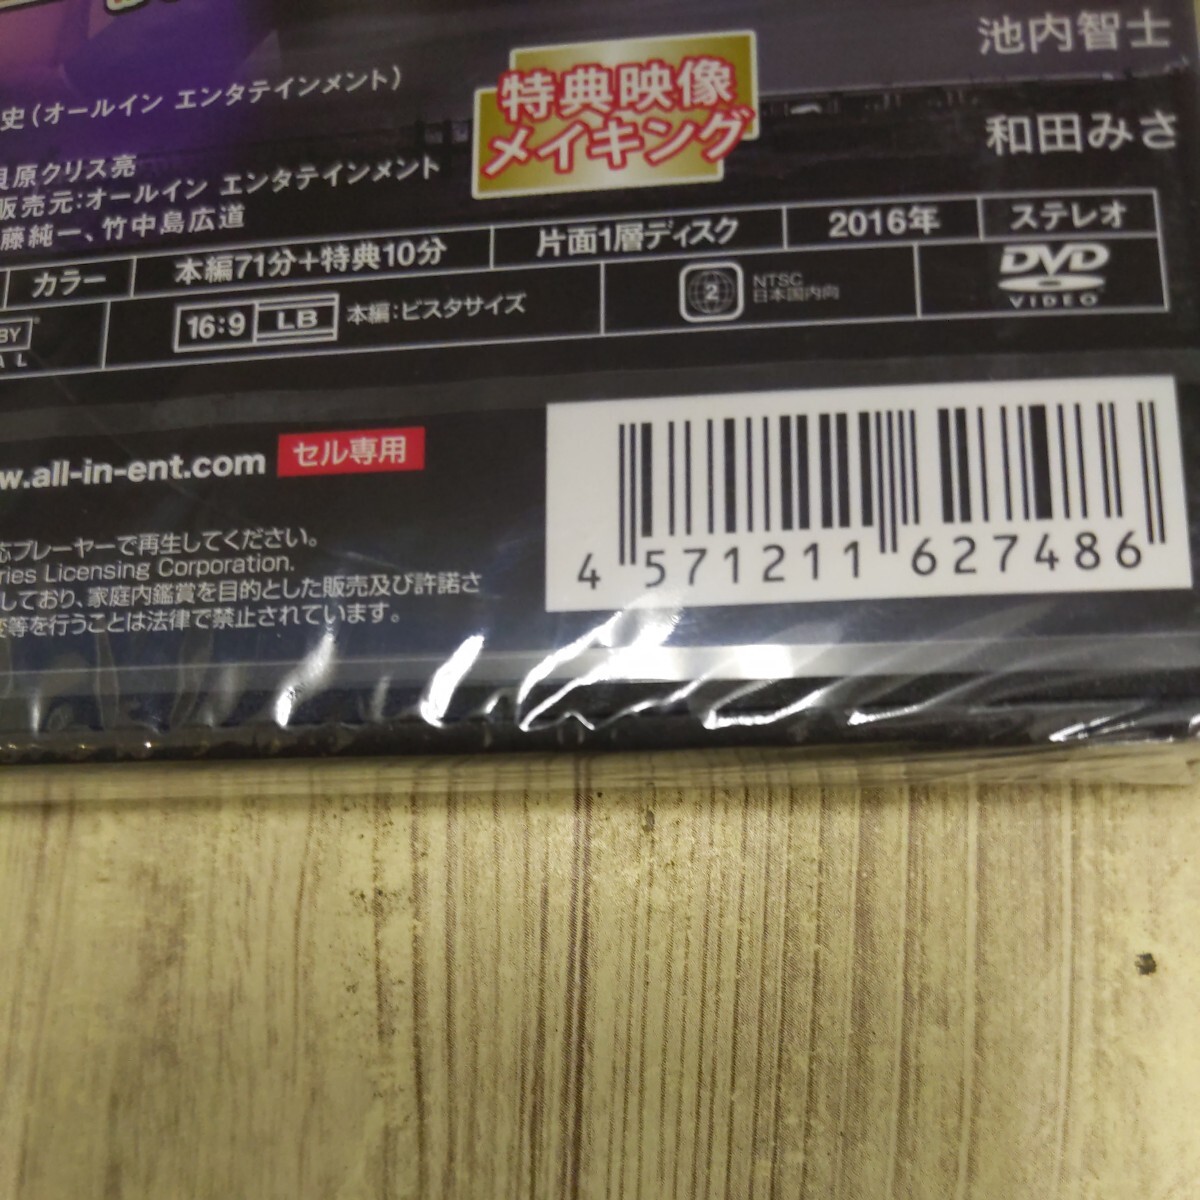 池内智士
特典映像
メイキング
史(オールイン エンタテインメント)
和田みさ
貝原クリス亮
販売元:オールイン エンタテインメント
藤純一、竹中島広道
カラー
本編71分+特典10分
片面1層ディスク
2016年
ステレオ
16:9 LB
本編:ビスタサイズ
2
NTSC
日本国内向
DVD
VIDEO
BY
A L
w.all-in-ent.com
セル専用
応プレーヤーで再生してください。
ries Licensing Corporation.
しており、家庭内鑑賞を目的とした販売及び許諾さ
変等を行うことは法律で禁止されています。
4 571211 627486